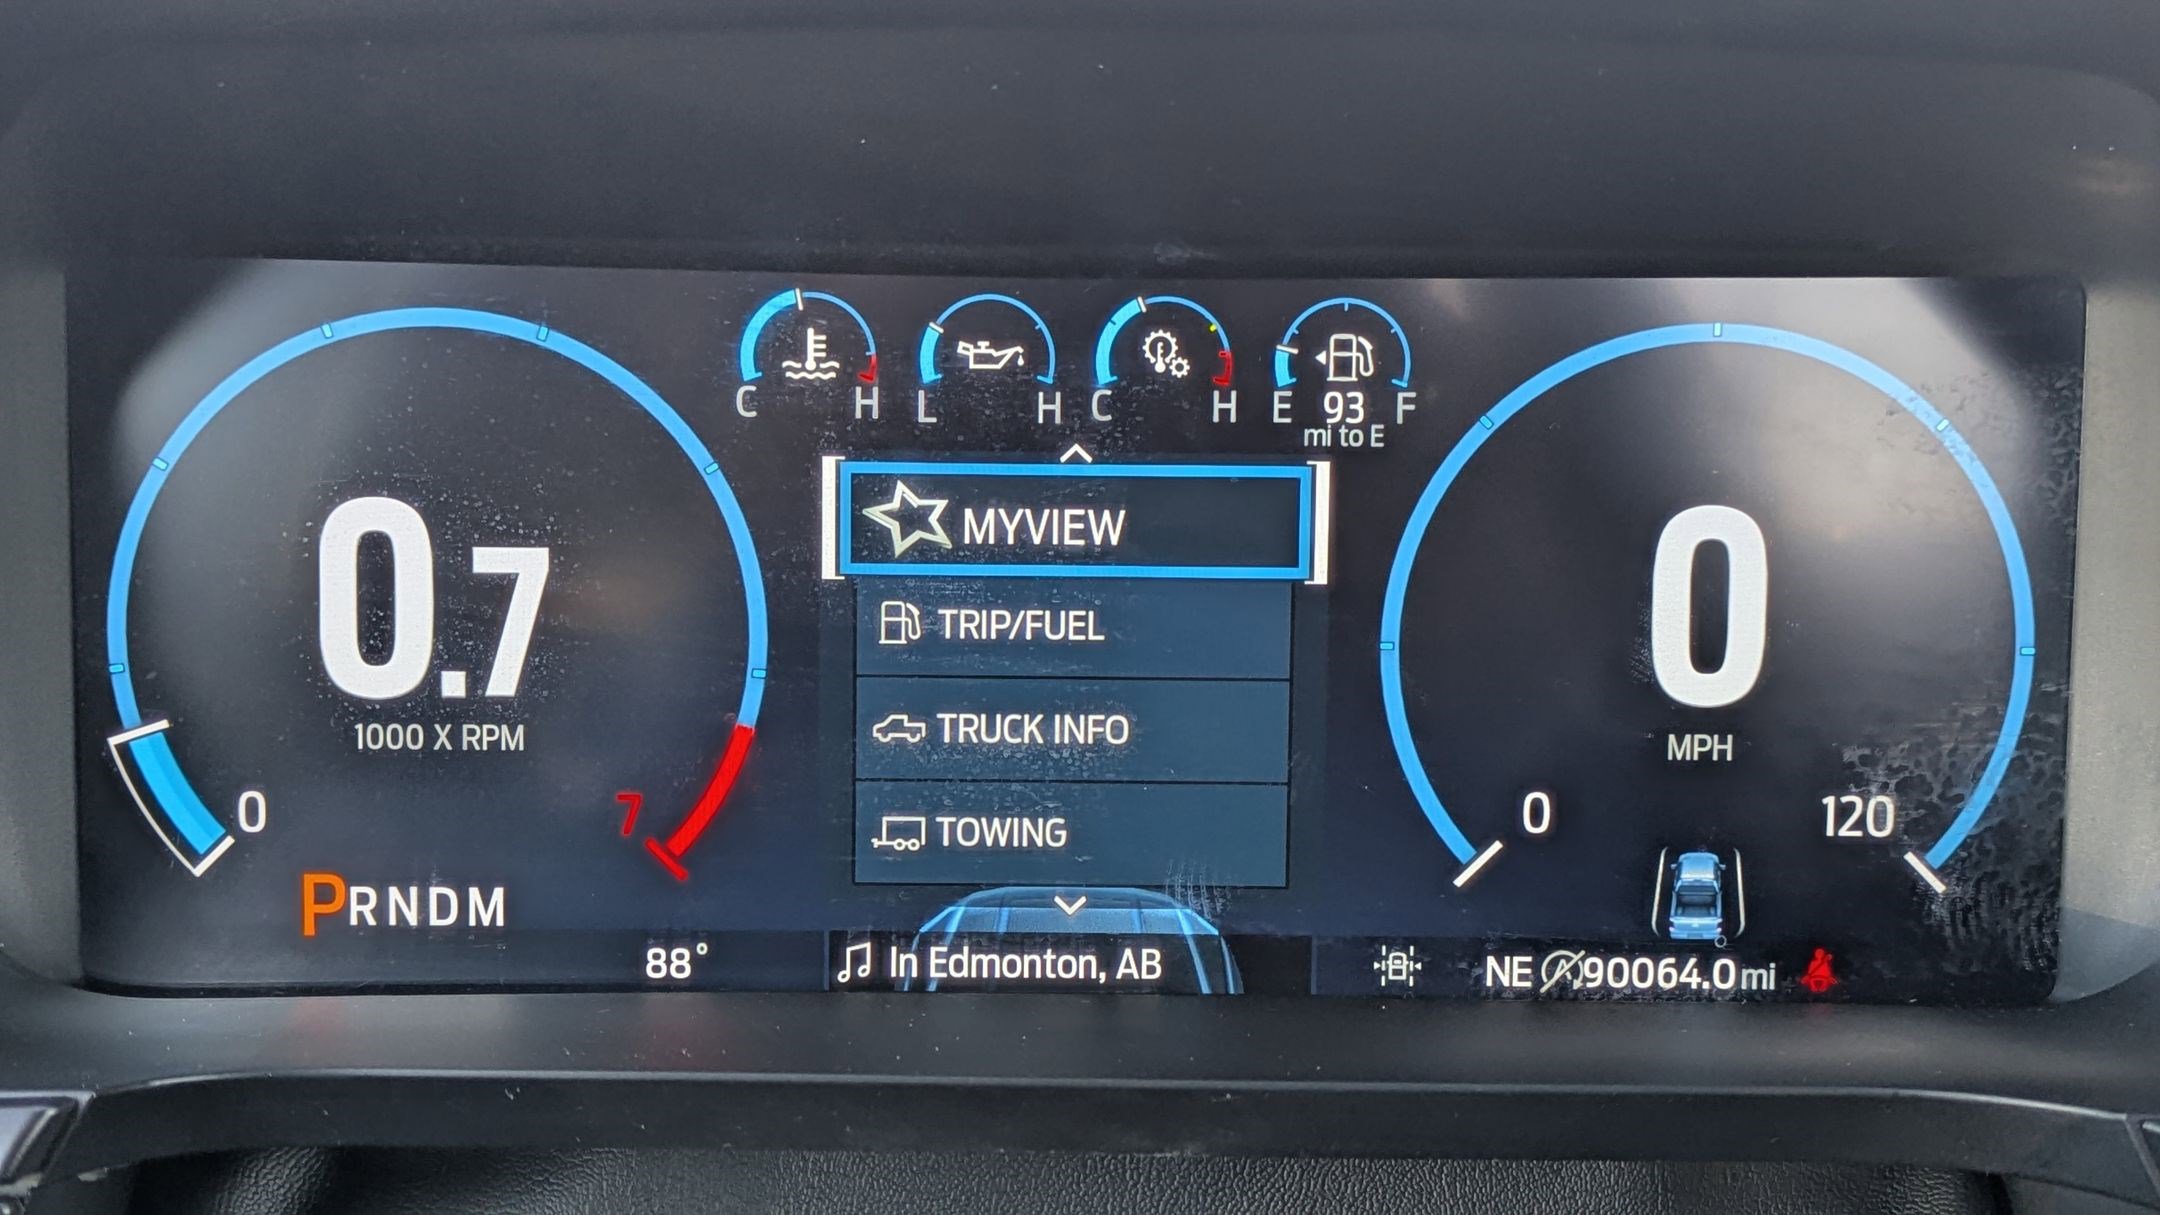 C H L H C H E 93 F
mi to E
MYVIEW
TRIP/FUEL
TRUCK INFO
TOWING
0.7
1000 X RPM
0
7
PRNDM
88°
In Edmonton, AB
0
MPH
0
120
NE 90064.0 mi